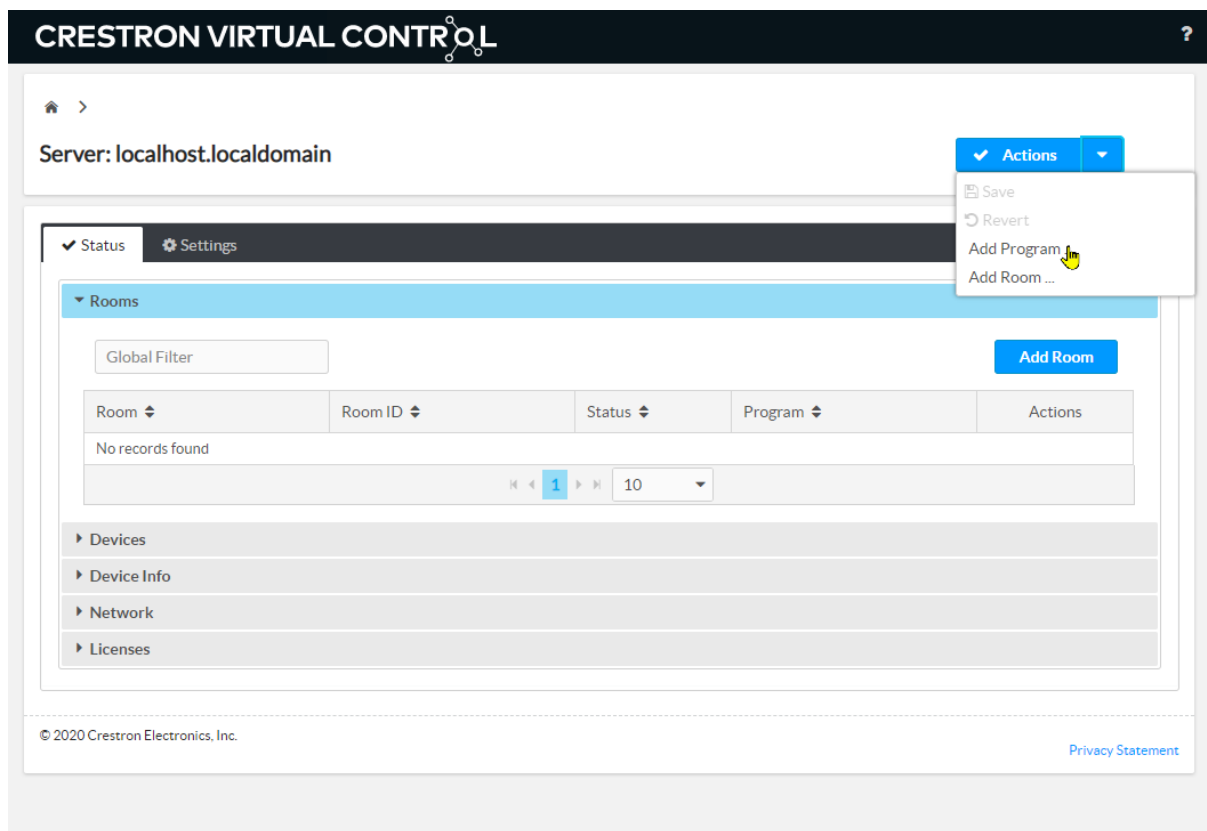 CRESTRON VIRTUAL CONTROL
?
Server: localhost.localdomain
Actions
Save
Revert
Add Program
Add Room ...
Status
Settings
Rooms
Global Filter
Add Room
Room Room ID Status Program Actions
No records found
1 10
Devices
Device Info
Network
Licenses
© 2020 Crestron Electronics, Inc.
Privacy Statement